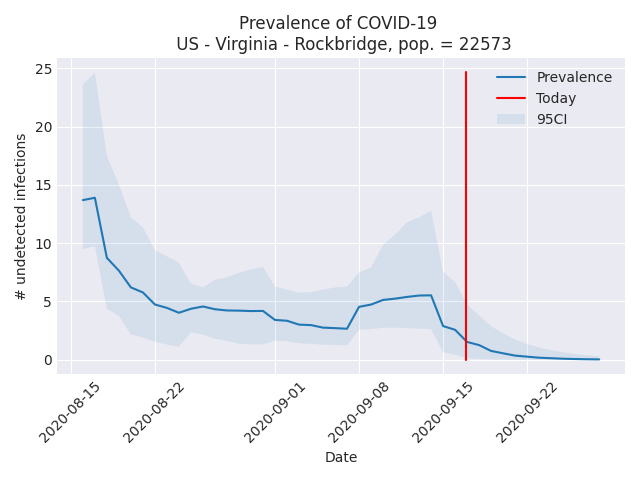 Prevalence of COVID-19
US - Virginia - Rockbridge, pop. = 22573
# undetected infections
25
20
15
10
5
0
Prevalence
Today
95CI
2020-08-15
2020-08-22
2020-09-01
2020-09-08
2020-09-15
2020-09-22
Date